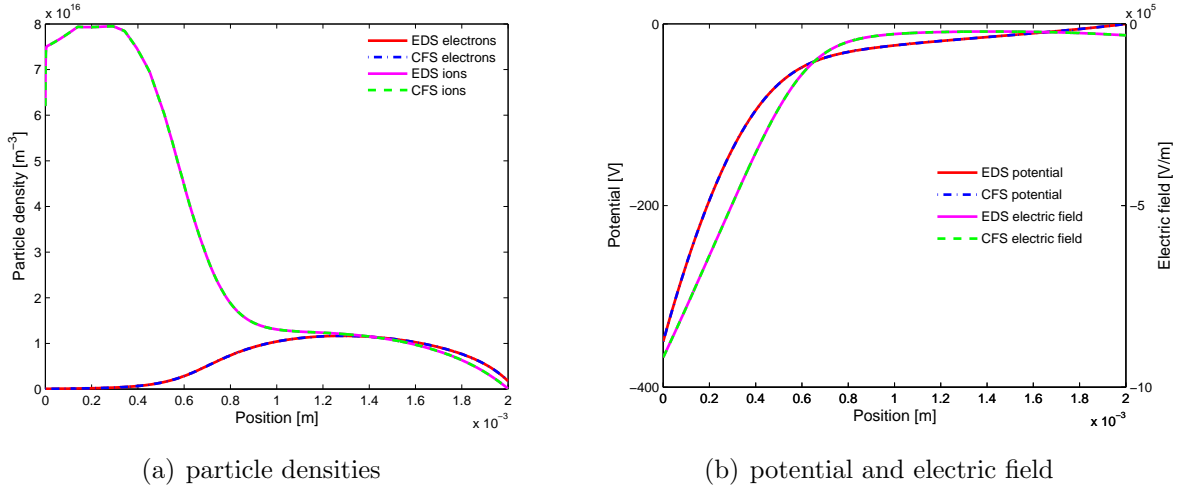 x 10^16
8
7
6
5
4
3
2
1
0
Particle density [m^-3]
EDS electrons
CFS electrons
EDS ions
CFS ions
0 0.2 0.4 0.6 0.8 1 1.2 1.4 1.6 1.8 2
Position [m]
x 10^-3
(a) particle densities
x 10^5
0
−200
−400
Potential [V]
0
−5
−10
Electric field [V/m]
EDS potential
CFS potential
EDS electric field
CFS electric field
0 0.2 0.4 0.6 0.8 1 1.2 1.4 1.6 1.8 2
Position [m]
x 10^-3
(b) potential and electric field